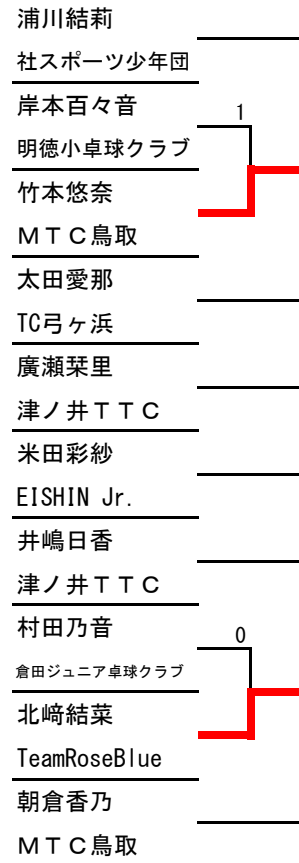 浦川結莉
社スポーツ少年団
岸本百々音
1
明徳小卓球クラブ
竹本悠奈
ＭＴＣ鳥取
太田愛那
TC弓ヶ浜
廣瀬栞里
津ノ井ＴＴＣ
米田彩紗
EISHIN Jr.
井嶋日香
津ノ井ＴＴＣ
村田乃音
0
倉田ジュニア卓球クラブ
北﨑結菜
TeamRoseBlue
朝倉香乃
ＭＴＣ鳥取